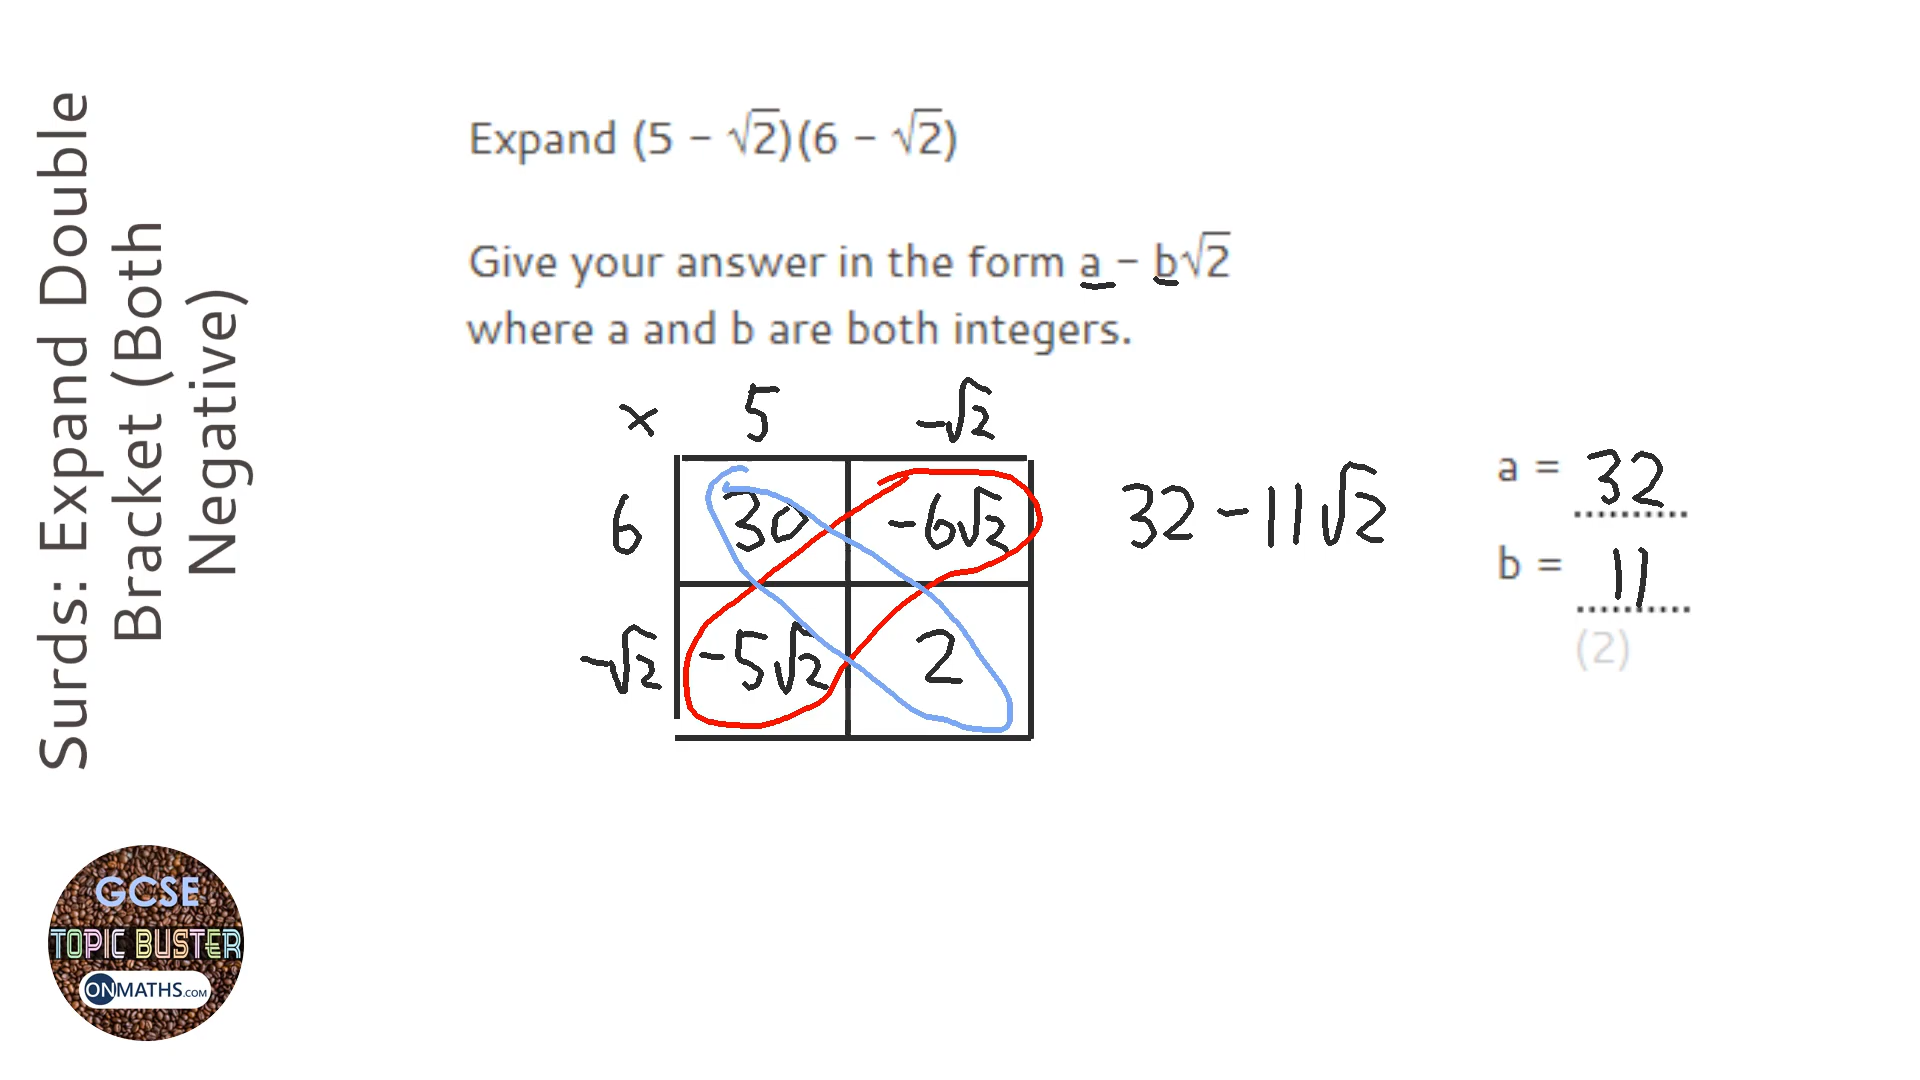 Surds: Expand Double
Bracket (Both
Negative)
Expand (5 - √2)(6 - √2)
Give your answer in the form a - b√2
where a and b are both integers.
× 5 -√2
6 30 -6√2
-√2 -5√2 2
32 - 11√2
a = 32
b = 11
(2)
GCSE
TOPIC BUSTER
ONMATHS.COM